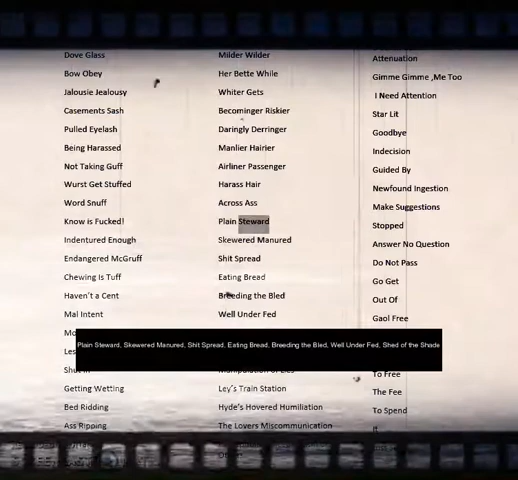 Dove Glass
Bow Obey
Jalousie Jealousy
Casements Sash
Pulled Eyelash
Being Harassed
Not Taking Guff
Wurst Get Stuffed
Word Snuff
Know is Fucked!
Indentured Enough
Endangered McGruff
Chewing Is Tuff
Haven't a Cent
Mal Intent
Mo
Les
Getting Wetting
Bed Ridding
Ass Ripping
Milder Wilder
Her Bette While
Whiter Gets
Becominger Riskier
Daringly Derringer
Manlier Hairier
Airliner Passenger
Harass Hair
Across Ass
Plain Steward
Skewered Manured
Shit Spread
Eating Bread
Breeding the Bled
Well Under Fed
Plain Steward, Skewered Manured, Shit Spread, Eating Bread, Breeding the Bled, Well Under Fed, Shed of the Shade
Manipulation of Lies
Ley's Train Station
Hyde's Hovered Humiliation
The Lovers Miscommunication
Attenuation
Gimme Gimme ,Me Too
I Need Attention
Star Lit
Goodbye
Indecision
Guided By
Newfound Ingestion
Make Suggestions
Stopped
Answer No Question
Do Not Pass
Go Get
Out Of
Gaol Free
To Free
The Fee
To Spend
It